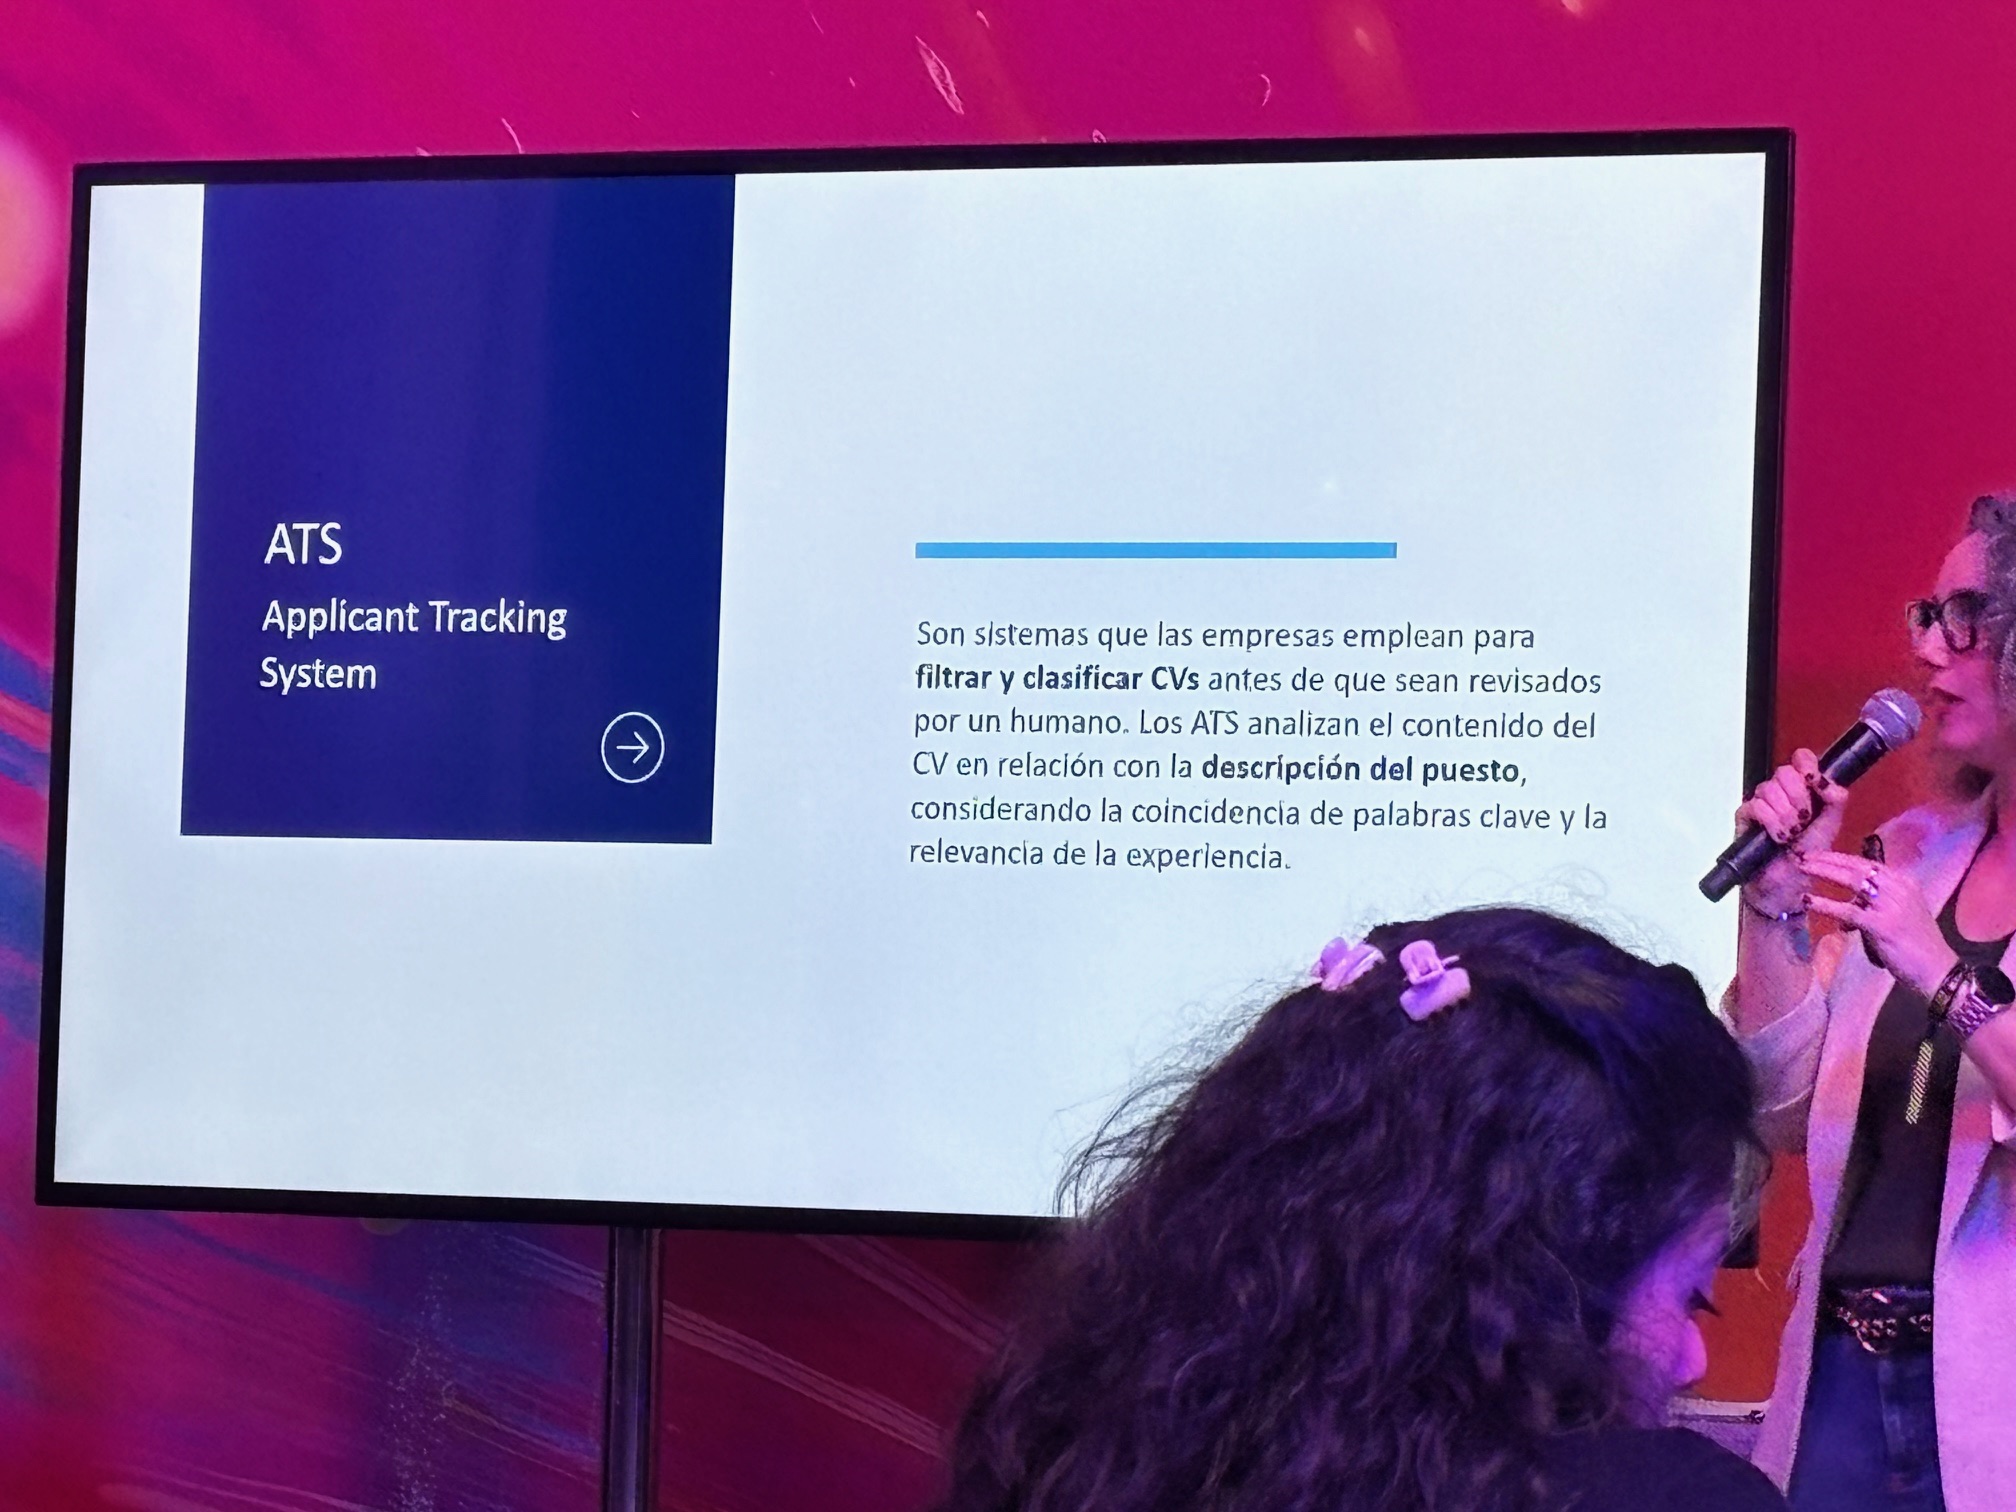 ATS
Applicant Tracking
System
Son sistemas que las empresas emplean para
filtrar y clasificar CVs antes de que sean revisados
por un humano. Los ATS analizan el contenido del
CV en relación con la descripción del puesto,
considerando la coincidencia de palabras clave y la
relevancia de la experiencia.